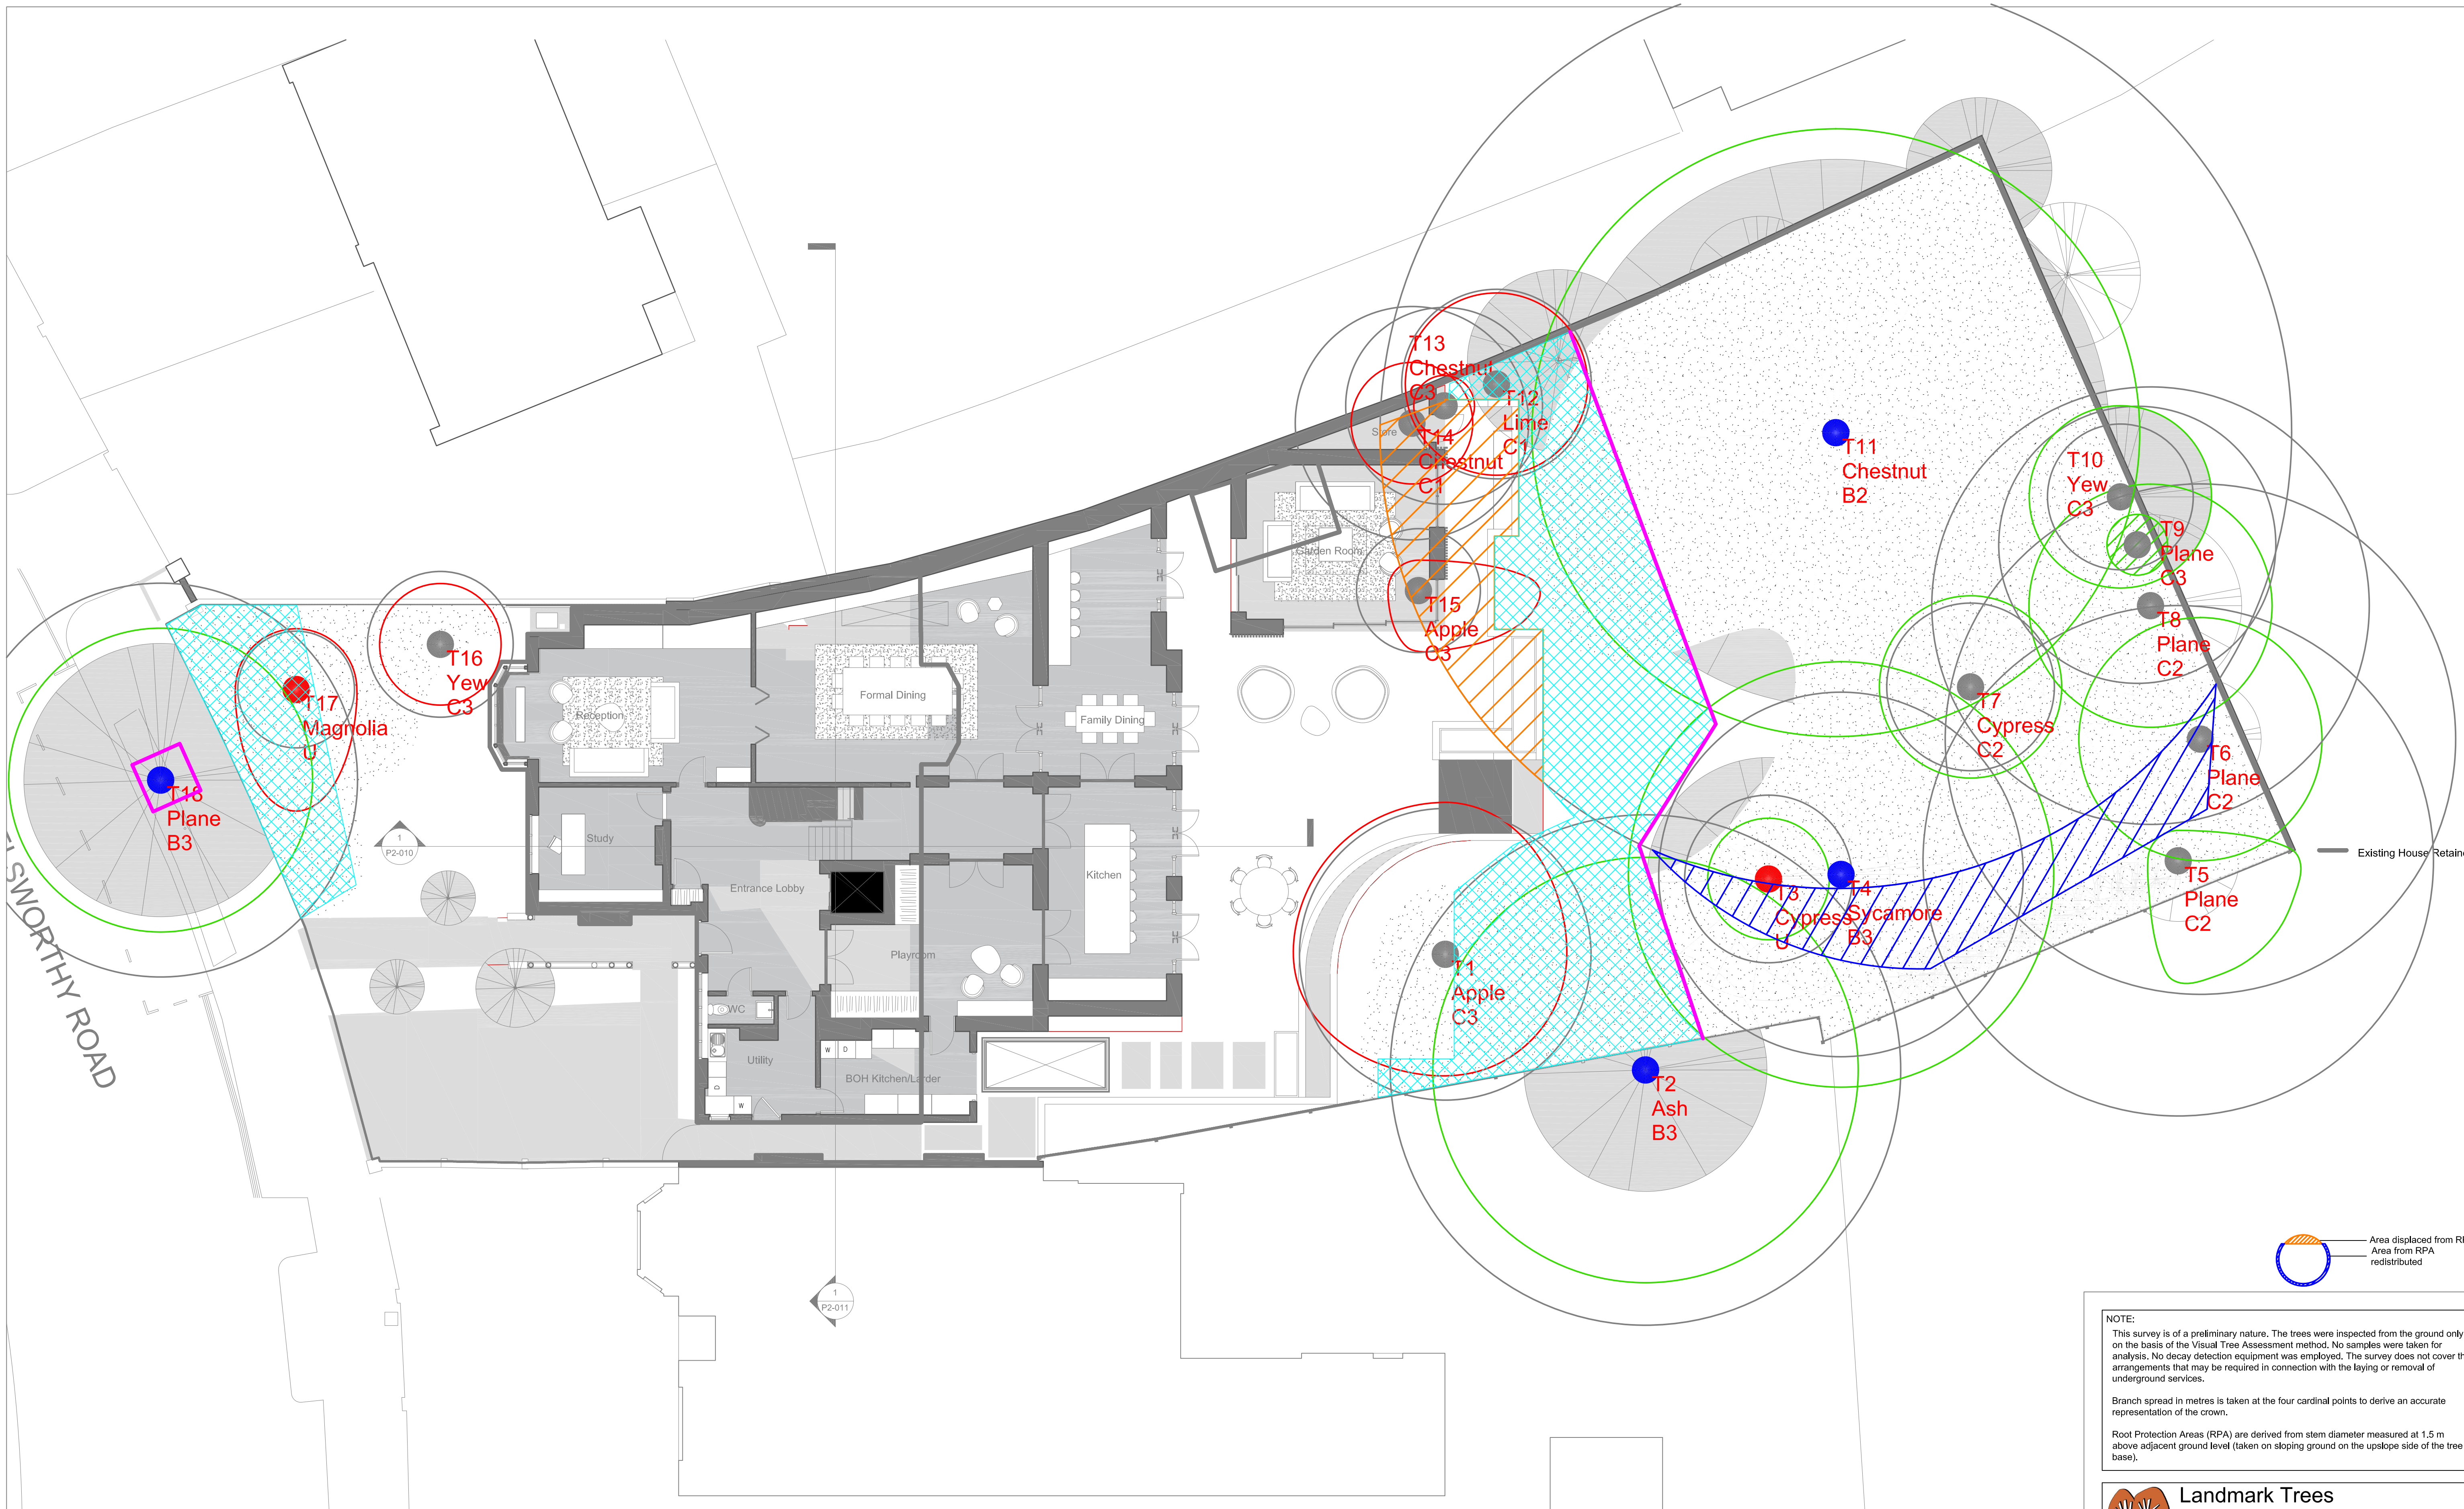 T13
Chestnut
C3
T12
Lime
C1
T14
Chestnut
C1
Store
T11
Chestnut
B2
T10
Yew
C3
T9
Plane
C3
T8
Plane
C2
T7
Cypress
C2
T6
Plane
C2
T5
Plane
C2
T3
Cypress
U
T4
Sycamore
B3
T15
Apple
C3
Garden Room
T16
Yew
C3
T17
Magnolia
U
T18
Plane
B3
T1
Apple
C3
T2
Ash
B3
Reception
Formal Dining
Family Dining
Study
Entrance Lobby
Kitchen
Playroom
WC
Utility
BOH Kitchen/Larder
W D
D
W
1
P2-010
1
P2-011
SWORTHY ROAD
Existing House Retain
Area displaced from
Area from RPA
redistributed
NOTE:
This survey is of a preliminary nature. The trees were inspected from the ground only
on the basis of the Visual Tree Assessment method. No samples were taken for
analysis. No decay detection equipment was employed. The survey does not cover th
arrangements that may be required in connection with the laying or removal of
underground services.
Branch spread in metres is taken at the four cardinal points to derive an accurate
representation of the crown.
Root Protection Areas (RPA) are derived from stem diameter measured at 1.5 m
above adjacent ground level (taken on sloping ground on the upslope side of the tree
base).
Landmark Trees